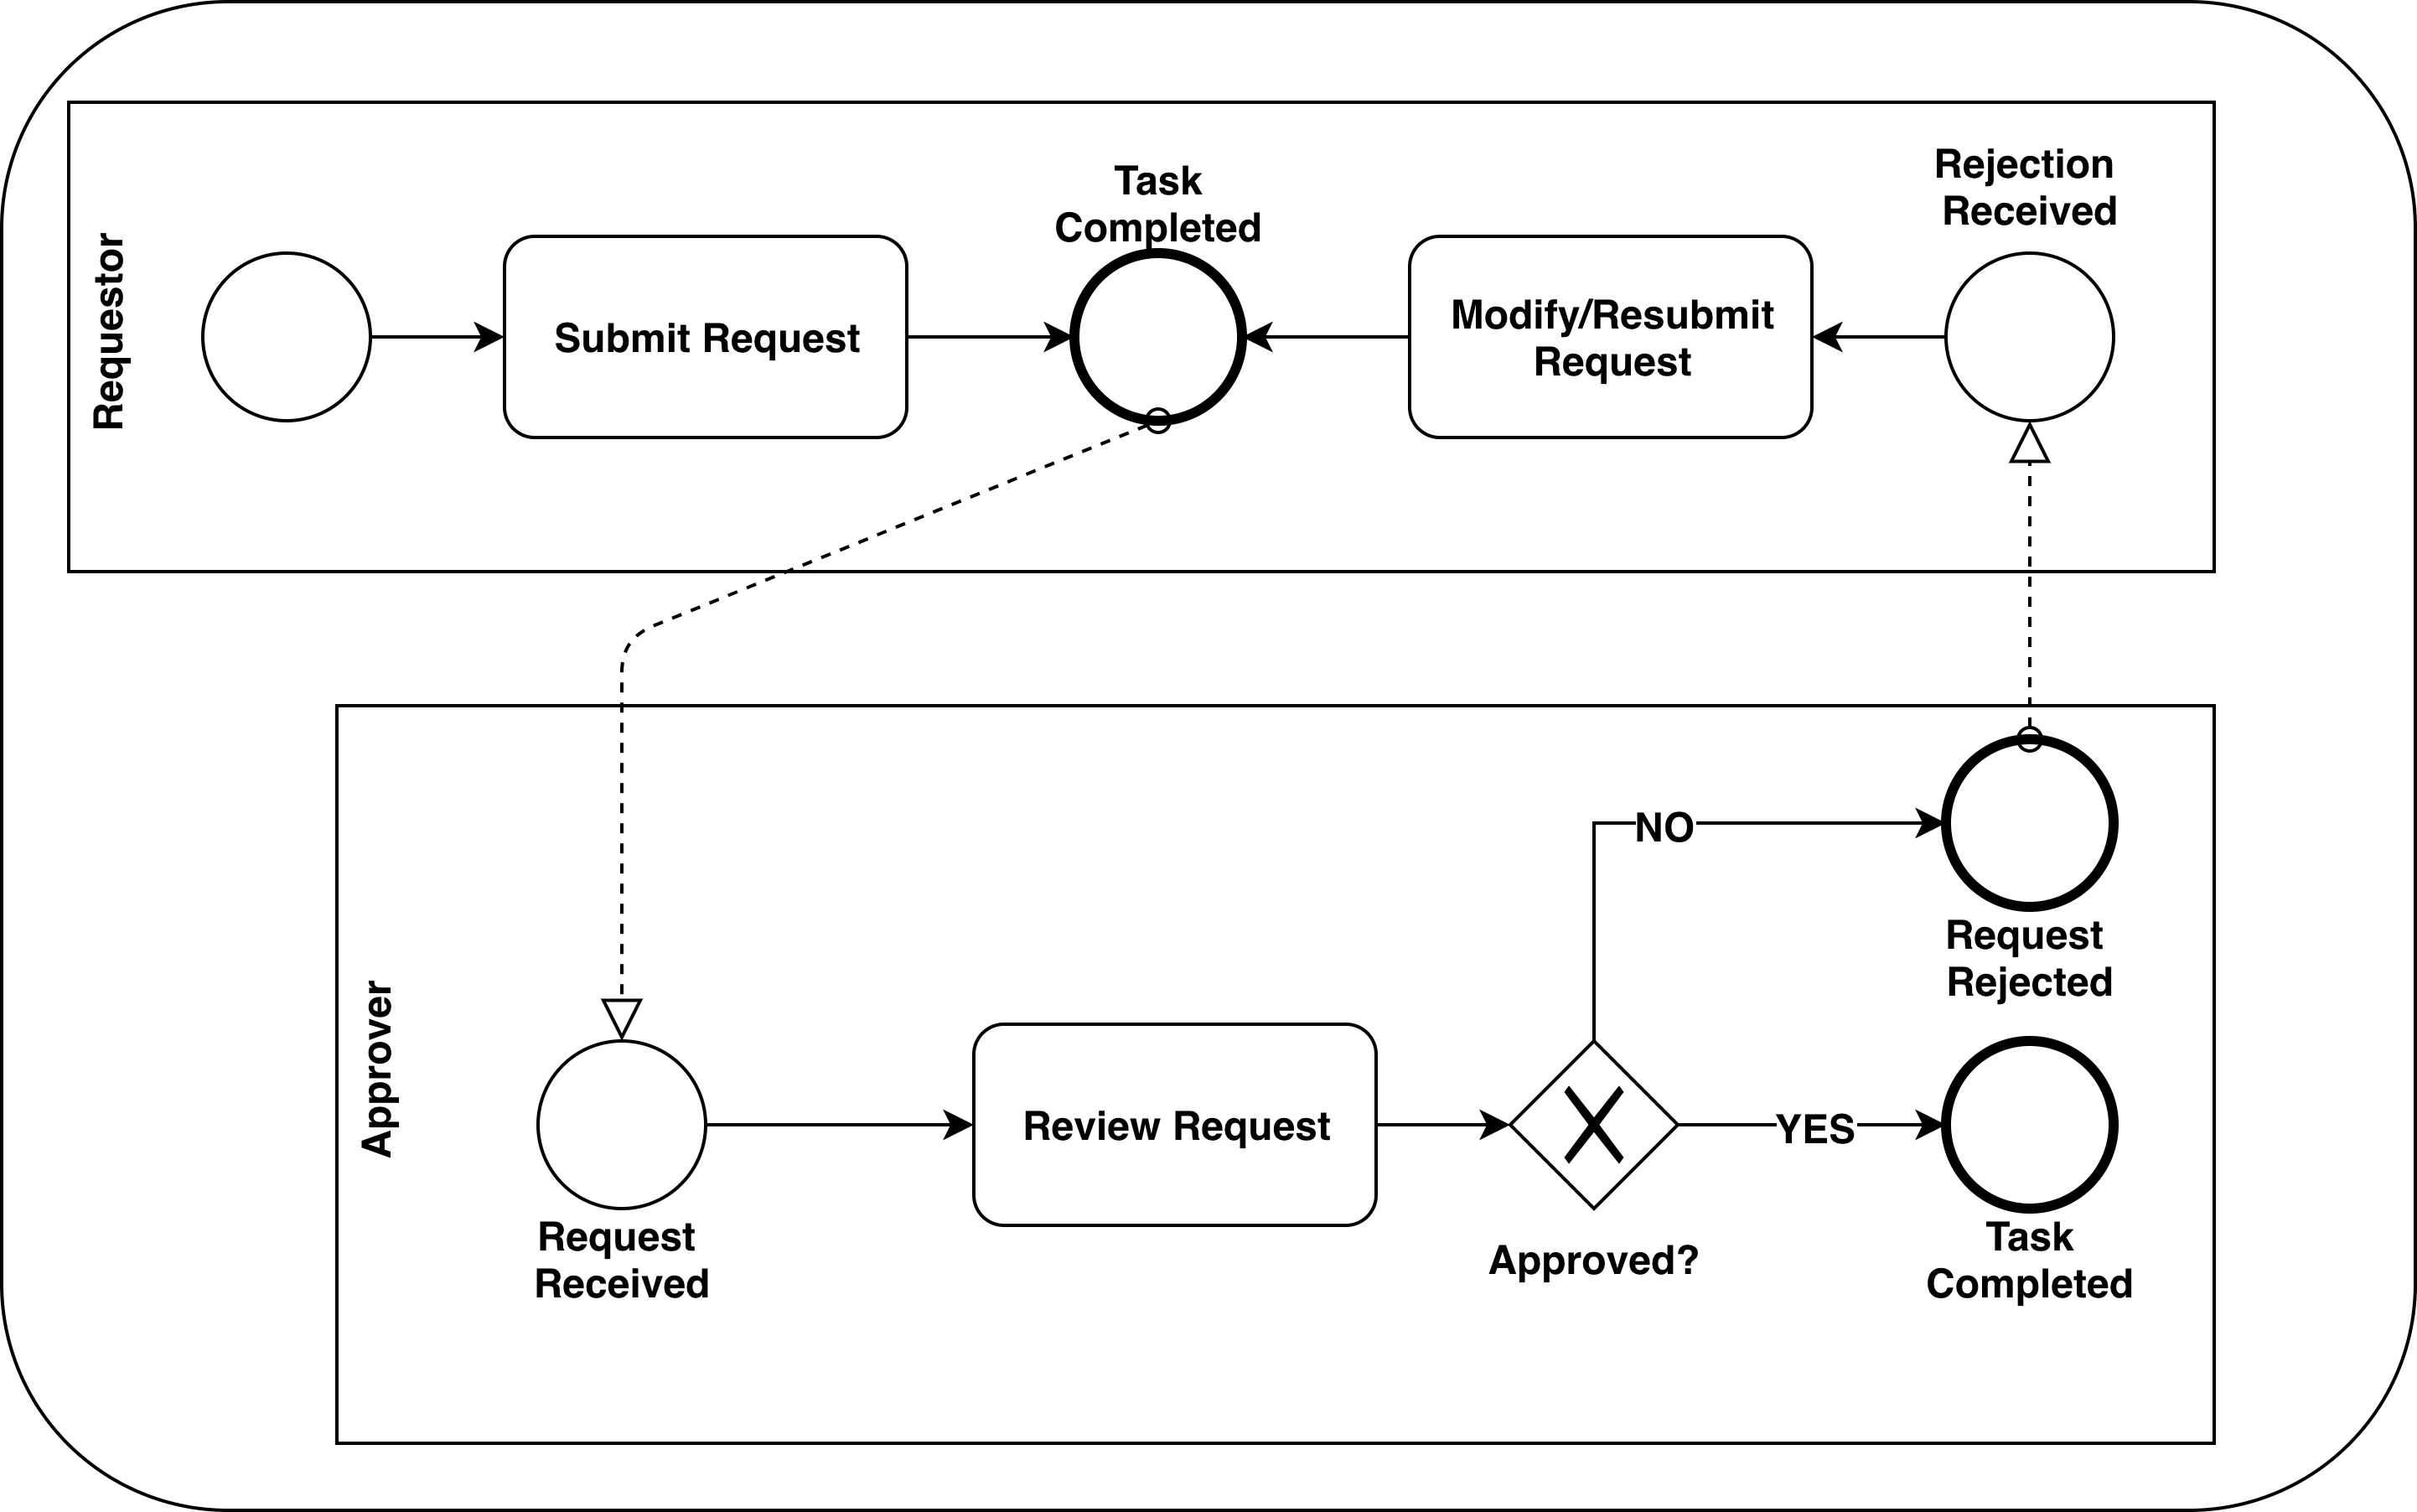 Requestor
Submit Request
Task
Completed
Modify/Resubmit
Request
Rejection
Received
Approver
Request
Received
Review Request
Approved?
NO
YES
Request
Rejected
Task
Completed